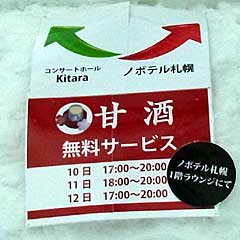 コンサートホール
Kitara
ノボテル札幌
甘酒
無料サービス
10日 17:00～20:00
11日 18:00～20:00
12日 17:00～20:00
ノボテル札幌
1階ラウンジにて